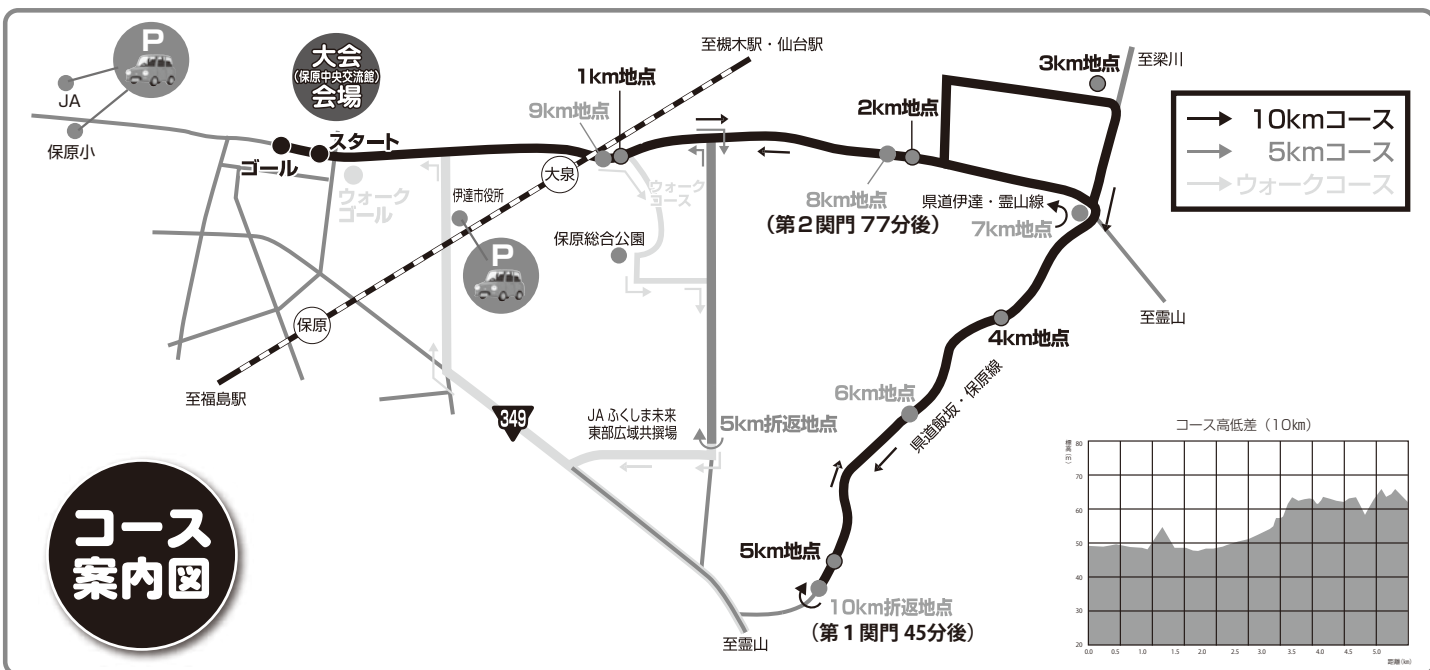 P
JA
保原小
大会
(保原中央交流館)
会場
スタート
ゴール
ウォーク
ゴール
至槻木駅・仙台駅
1km地点
9km地点
大泉
伊達市役所
P
保原総合公園
ウォーク
コース
保原
至福島駅
2km地点
8km地点
(第2関門 77分後)
3km地点
至梁川
県道伊達・霊山線
7km地点
至霊山
4km地点
県道飯坂・保原線
6km地点
10kmコース
5kmコース
ウォークコース
349
JA ふくしま未来
東部広域共撰場
5km折返地点
5km地点
10km折返地点
(第1関門 45分後)
至霊山
コース
案内図
コース高低差（10km）
標高(m)
80
70
60
50
40
30
20
0.0 0.5 1.0 1.5 2.0 2.5 3.0 3.5 4.0 4.5 5.0
距離(km)